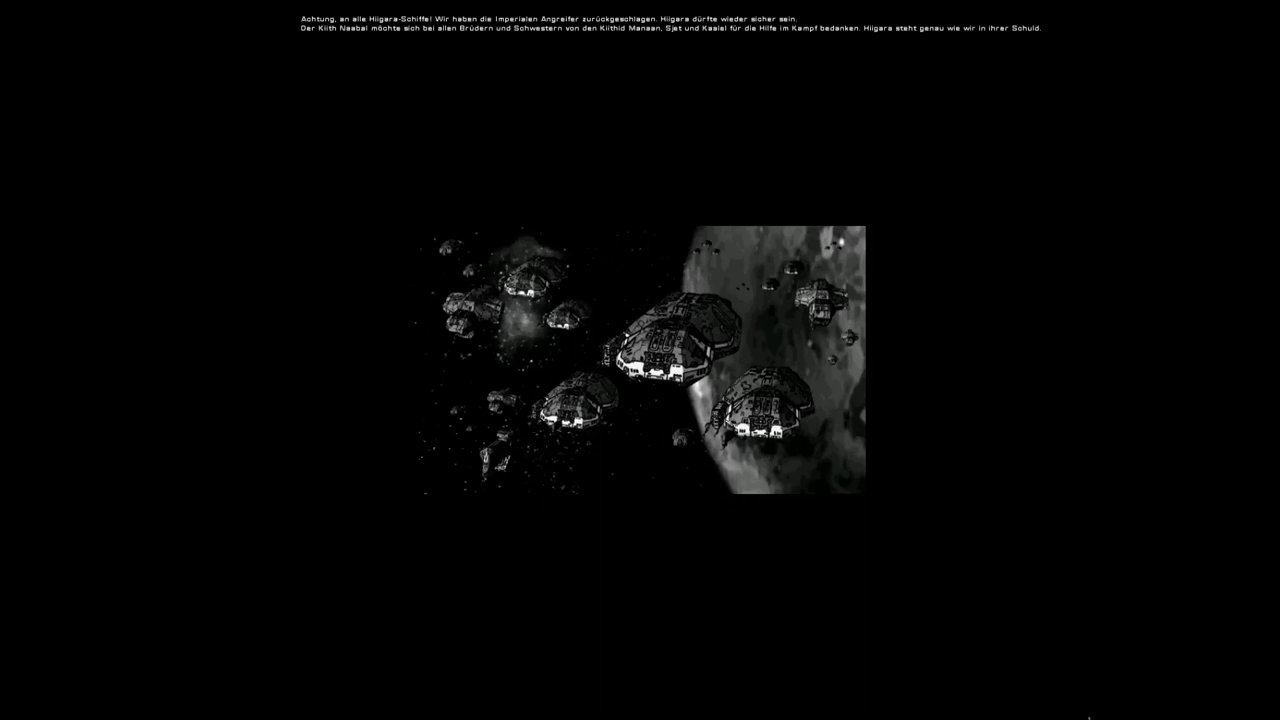 Achtung, an alle Hiigara-Schiffe! Wir haben die Imperialen Angreifer zurückgeschlagen. Hiigara dürfte wieder sicher sein.
Der Kiith Naabal möchte sich bei allen Brüdern und Schwestern von den Kiithid Manaan, Sjet und Kaalel für die Hilfe im Kampf bedanken. Hiigara steht genau wie wir in ihrer Schuld.